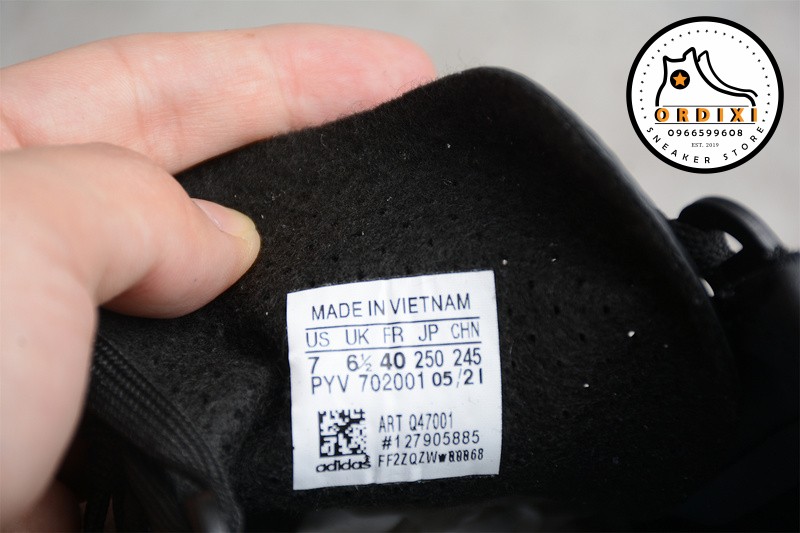 ORDIXI
0966599608
EST, 2019
SNEAKER STORE
MADE IN VIETNAM
US UK FR JP CHN
7 6½ 40 250 245
PYV 702001 05/21
ART Q47001
#127905885
adidas